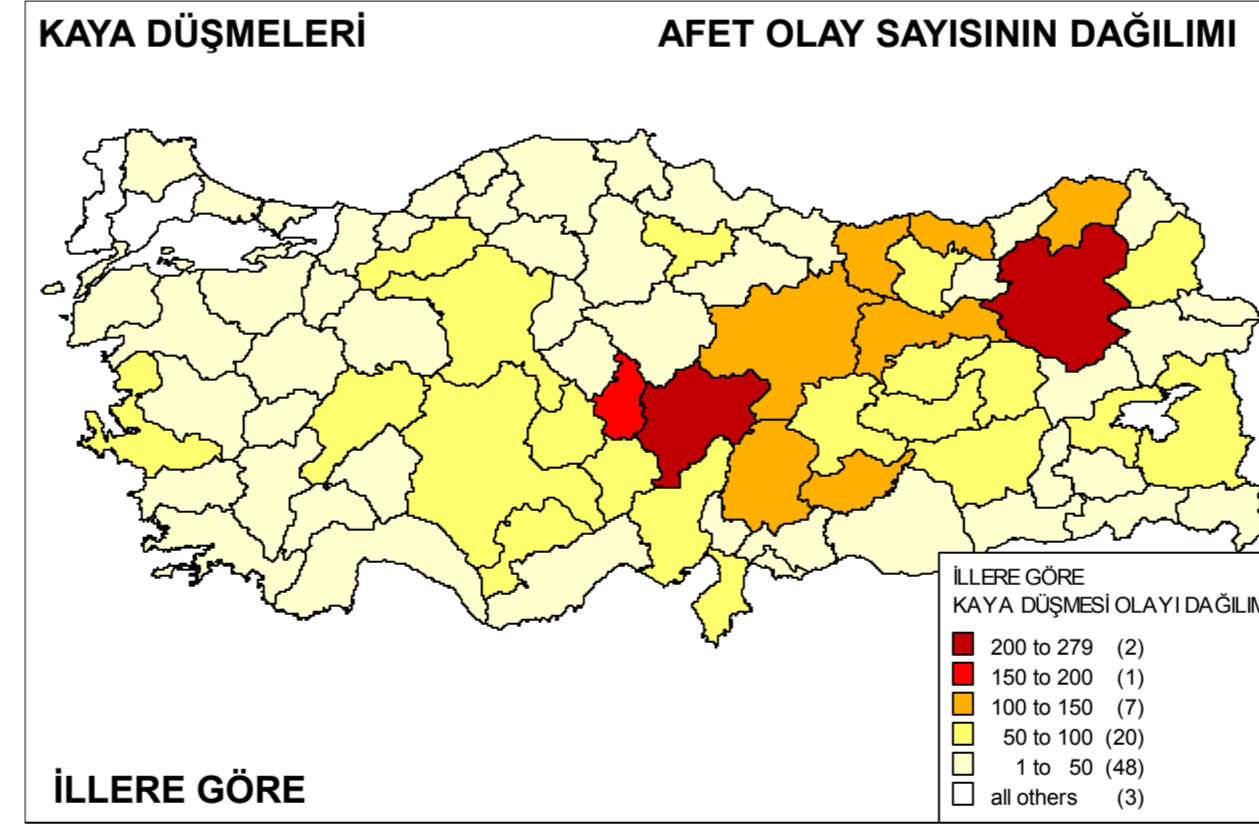 KAYA DÜŞMELERİ
AFET OLAY SAYISININ DAĞILIMI
İLLERE GÖRE
KAYA DÜŞMESİ OLAYI DAĞILIM
200 to 279 (2)
150 to 200 (1)
100 to 150 (7)
50 to 100 (20)
1 to 50 (48)
all others (3)
İLLERE GÖRE